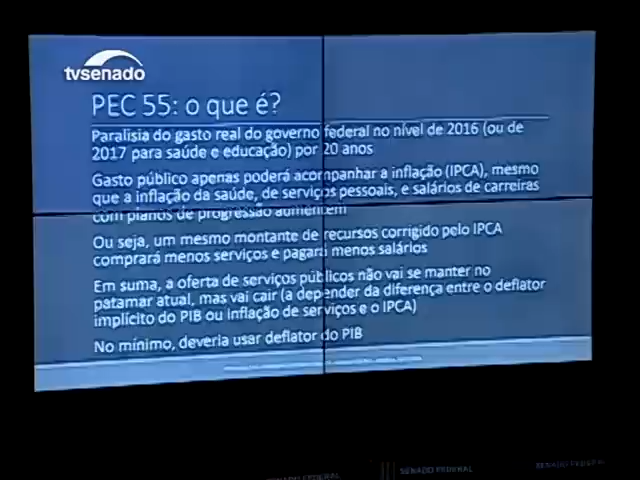 tvsenado
PEC 55: o que é?
Paralisia do gasto real do governo federal no nível de 2016 (ou de
2017 para saúde e educação) por 20 anos
Gasto público apenas poderá acompanhar a inflação (IPCA), mesmo
que a inflação da saúde, de serviços pessoais, e salários de carreiras
com planos de progressão aumentem
Ou seja, um mesmo montante de recursos corrigido pelo IPCA
comprará menos serviços e pagará menos salários
Em suma, a oferta de serviços públicos não vai se manter no
patamar atual, mas vai cair (a depender da diferença entre o deflator
implícito do PIB ou inflação de serviços e o IPCA)
No mínimo, deveria usar deflator do PIB
SENADO FEDERAL
SENADO FEDERAL